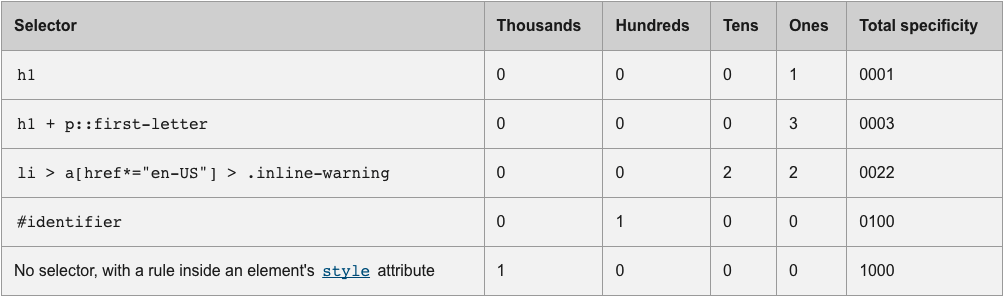 Selector Thousands Hundreds Tens Ones Total specificity
h1 0 0 0 1 0001
h1 + p::first-letter 0 0 0 3 0003
li > a[href*="en-US"] > .inline-warning 0 0 2 2 0022
#identifier 0 1 0 0 0100
No selector, with a rule inside an element's style attribute 1 0 0 0 1000